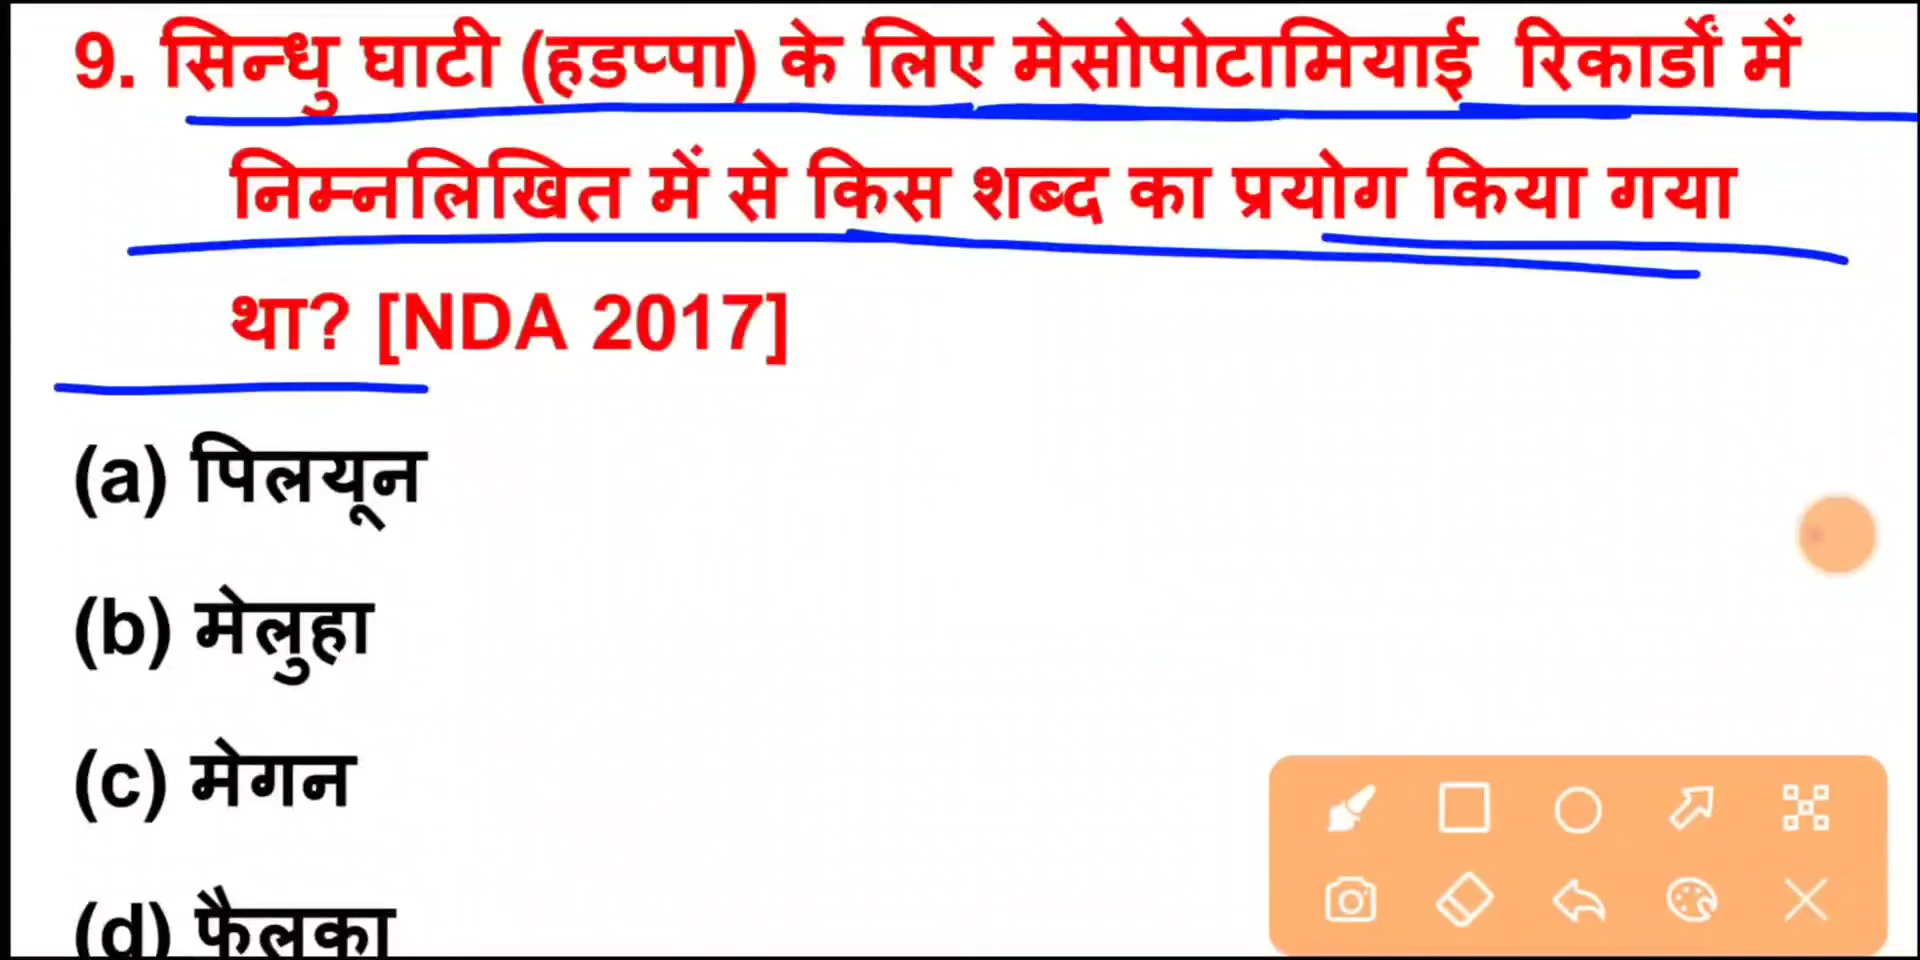 9. सिन्धु घाटी (हडप्पा) के लिए मेसोपोटामियाई रिकार्डों में
निम्नलिखित में से किस शब्द का प्रयोग किया गया
था? [NDA 2017]
(a) पिलयून
(b) मेलुहा
(c) मेगन
(d) फैलका